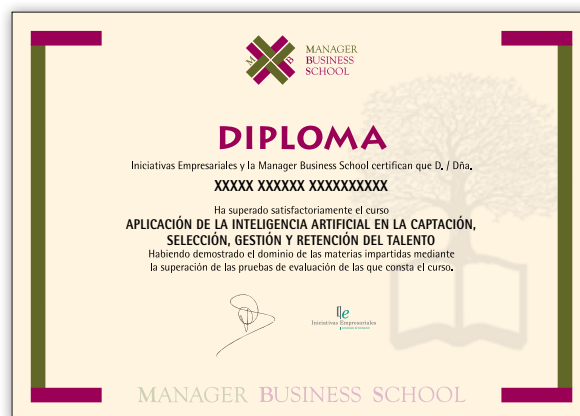 M B
MANAGER
BUSINESS
SCHOOL
DIPLOMA
Iniciativas Empresariales y la Manager Business School certifican que D. / Dña.
XXXXX XXXXXX XXXXXXXXXX
Ha superado satisfactoriamente el curso
APLICACIÓN DE LA INTELIGENCIA ARTIFICIAL EN LA CAPTACIÓN,
SELECCIÓN, GESTIÓN Y RETENCIÓN DEL TALENTO
Habiendo demostrado el dominio de las materias impartidas mediante
la superación de las pruebas de evaluación de las que consta el curso.
Iniciativas Empresariales
MANAGER BUSINESS SCHOOL